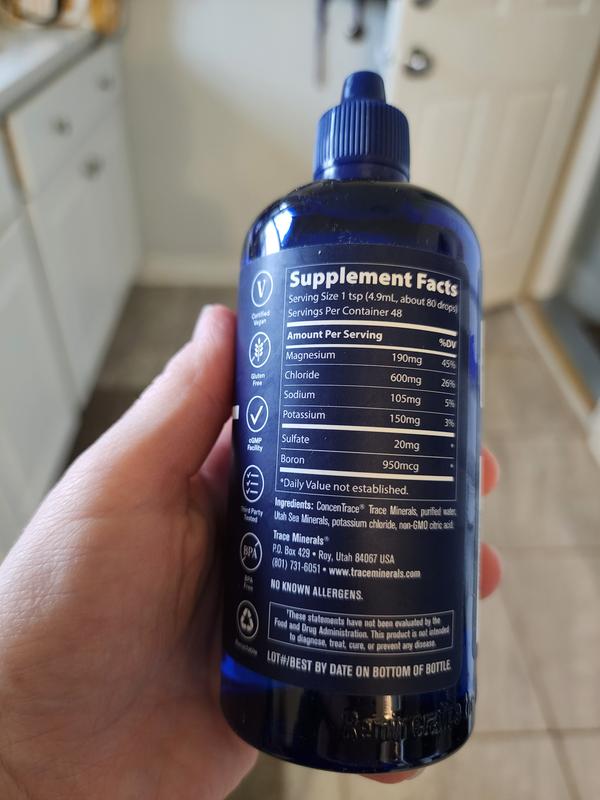 Supplement Facts
Serving Size 1 tsp (4.9mL, about 80 drops)
Servings Per Container 48
Amount Per Serving %DV
Magnesium 190mg 45%
Chloride 600mg 26%
Sodium 105mg 5%
Potassium 150mg 3%
Sulfate 20mg *
Boron 950mcg *
*Daily Value not established.
Ingredients: ConcenTrace® Trace Minerals, purified water,
Utah Sea Minerals, potassium chloride, non-GMO citric acid.
Trace Minerals®
P.O. Box 429 • Roy, Utah 84067 USA
(801) 731-6051 • www.traceminerals.com
NO KNOWN ALLERGENS.
†These statements have not been evaluated by the
Food and Drug Administration. This product is not intended
to diagnose, treat, cure, or prevent any disease.
LOT#/BEST BY DATE ON BOTTOM OF BOTTLE.
V
Certified
Vegan
Gluten
Free
cGMP
Facility
Third Party
Tested
BPA
BPA
Free
Recyclable